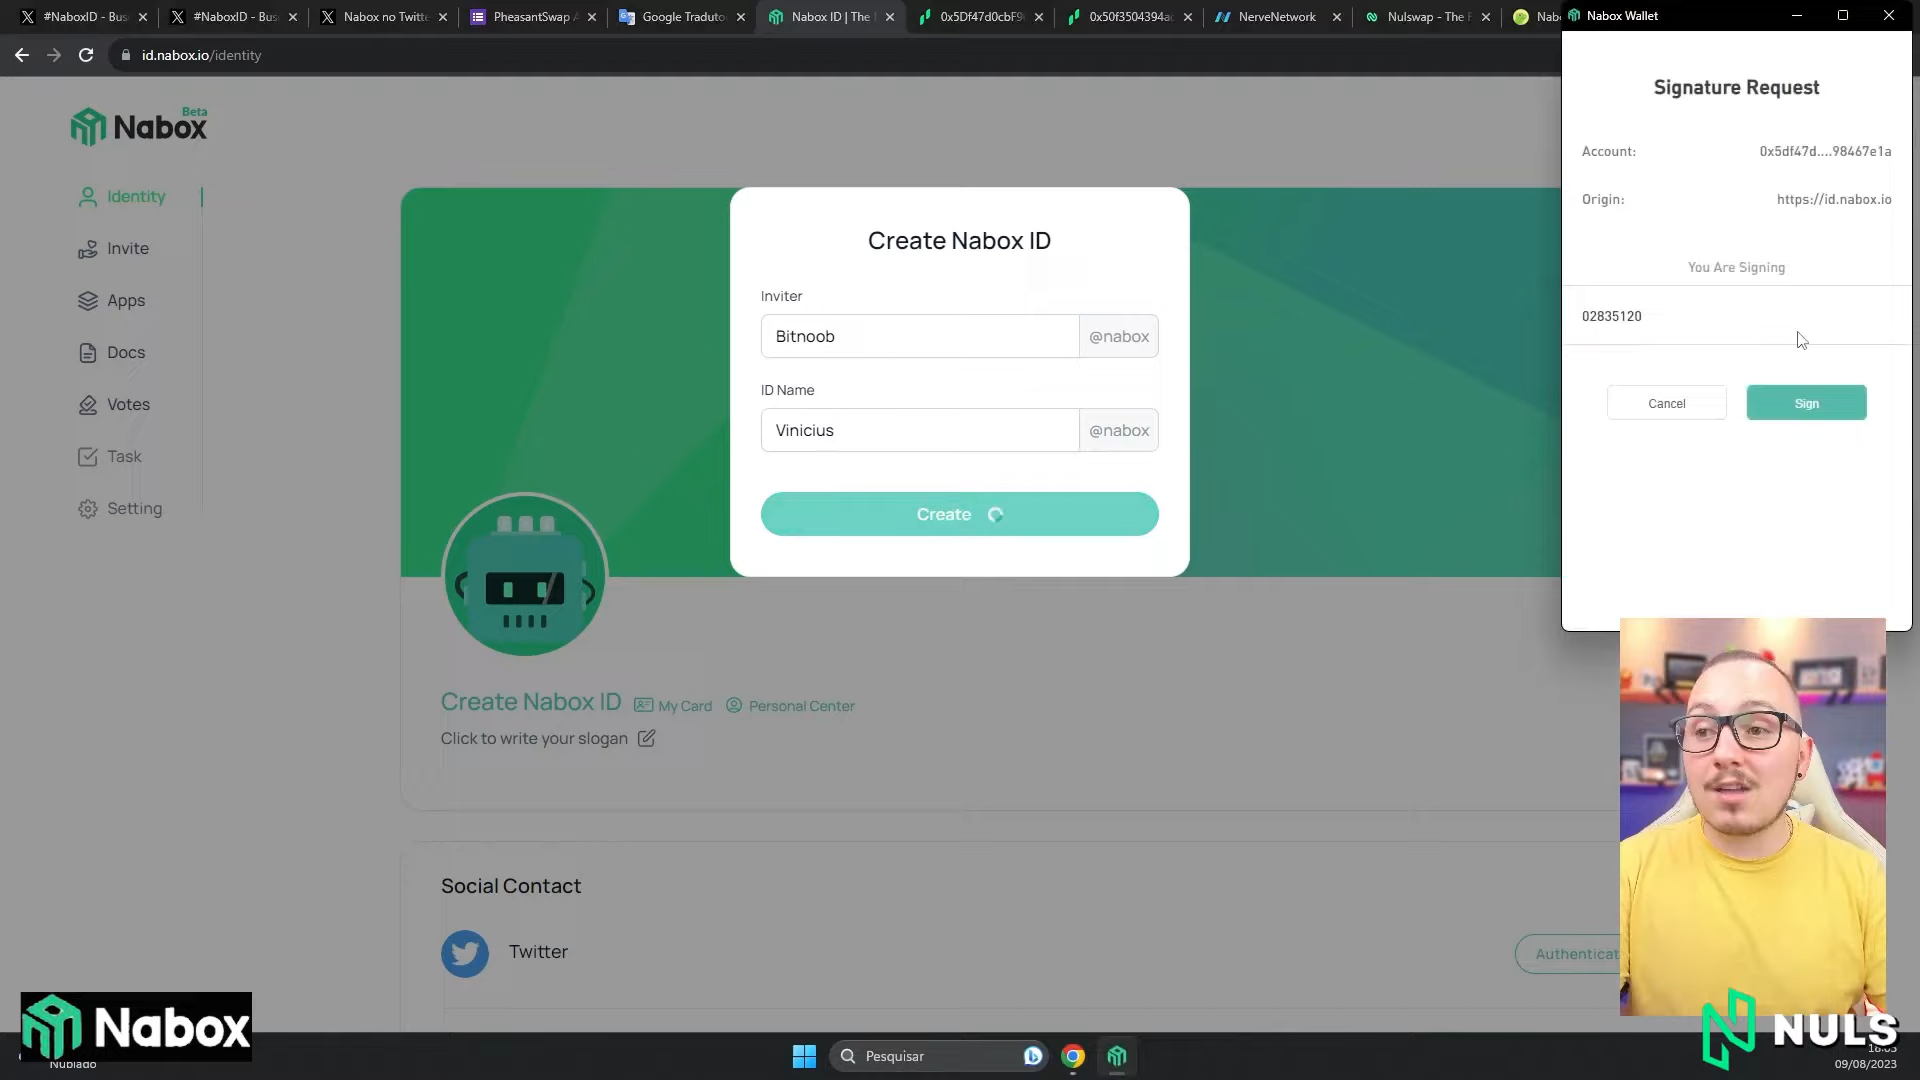 #NaboxID - Bus
#NaboxID - Bus
Nabox no Twitte
PheasantSwap A
Google Traduto
Nabox ID | The
0x5Df47d0cbF9
0x50f3504394a
NerveNetwork
Nulswap - The F
Nab
Nabox Wallet
id.nabox.io/identity
Nabox
Beta
Identity
Invite
Apps
Docs
Votes
Task
Setting
Create Nabox ID
Inviter
Bitnoob
@nabox
ID Name
Vinicius
@nabox
Create
Signature Request
Account:
0x5df47d....98467e1a
Origin:
https://id.nabox.io
You Are Signing
02835120
Cancel
Sign
Create Nabox ID
My Card
Personal Center
Click to write your slogan
Social Contact
Twitter
Authenticat
Nabox
NULS
Nublado
Pesquisar
09/08/2023